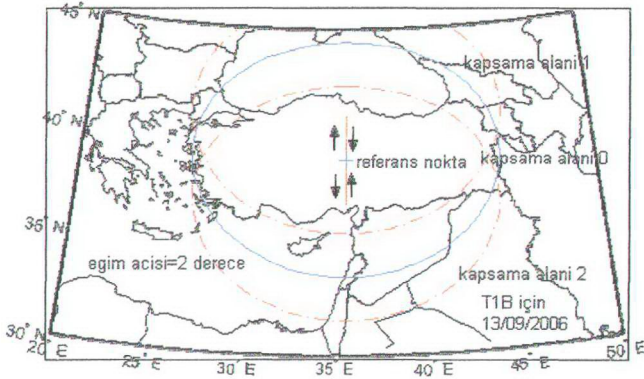 45° N
kapsama alani 1
40° N
kapsama alani 0
referans nokta
35° N
egim acisi=2 derece
kapsama alani 2
T1B için
13/09/2006
30° N
20° E
25° E
30° E
35° E
40° E
45° E
50° E